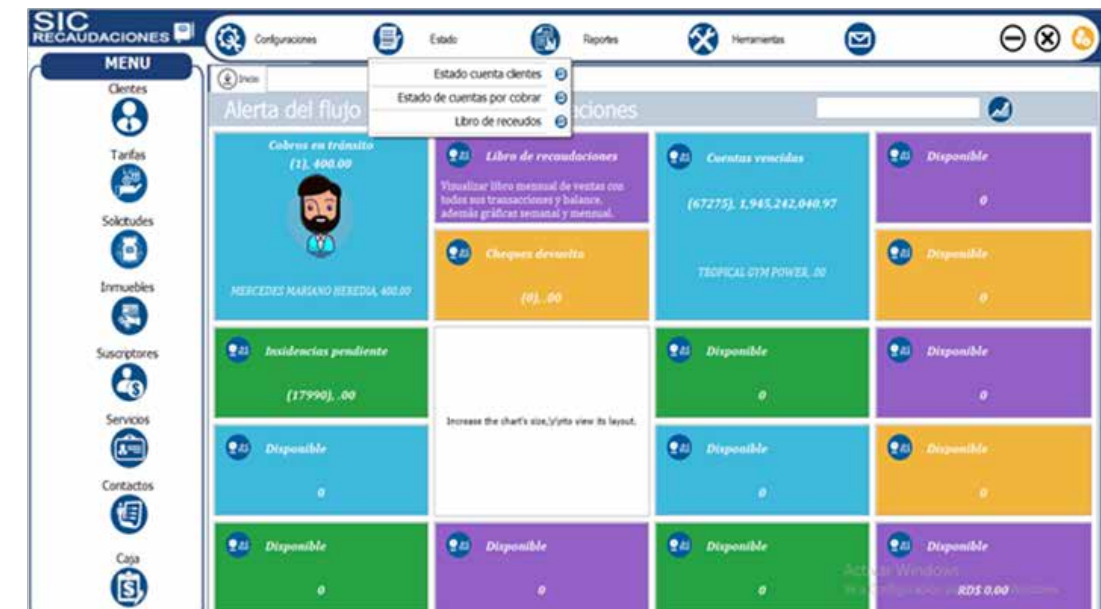 SIC
RECAUDACIONES
Configuraciones
Estado
Reportes
Herramientas
MENU
Clientes
Tarifas
Solicitudes
Inmuebles
Suscriptores
Servicios
Contactos
Caja
Inicio
Estado cuenta clientes
Estado de cuentas por cobrar
Libro de receudos
Alerta del flujo
ciones
Cobros en tránsito
(1), 400.00
MERCEDES MARIANO HEREDIA, 400.00
Libro de recaudaciones
Visualizar libro mensual de ventas con
todos sus transacciones y balance,
además gráficas semanal y mensual.
Cuentas vencidas
(67275), 1,945,242,040.97
TROPICAL GYM POWER, .00
Disponible
0
Cheques devuelto
(0), .00
Disponible
0
Insidencias pendiente
(17990), .00
Increase the chart's size,\r\nto view its layout.
Disponible
0
Disponible
0
Disponible
0
Disponible
0
Disponible
0
Disponible
0
Disponible
0
Disponible
0
Disponible
RD$ 0.00
Activar Windows